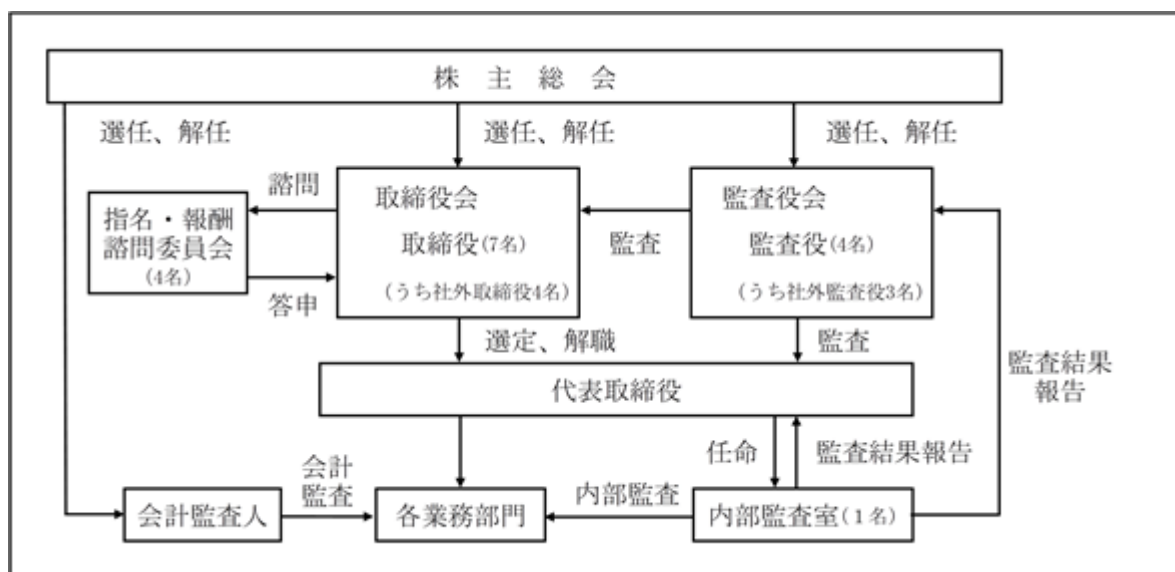 株主総会
選任、解任
選任、解任
選任、解任
諮問
指名・報酬
諮問委員会
(4名)
答申
取締役会
取締役(7名)
(うち社外取締役4名)
監査
監査役会
監査役(4名)
(うち社外監査役3名)
選定、解職
監査
監査結果
報告
代表取締役
任命
監査結果報告
会計
監査
内部監査
会計監査人
各業務部門
内部監査室(1名)